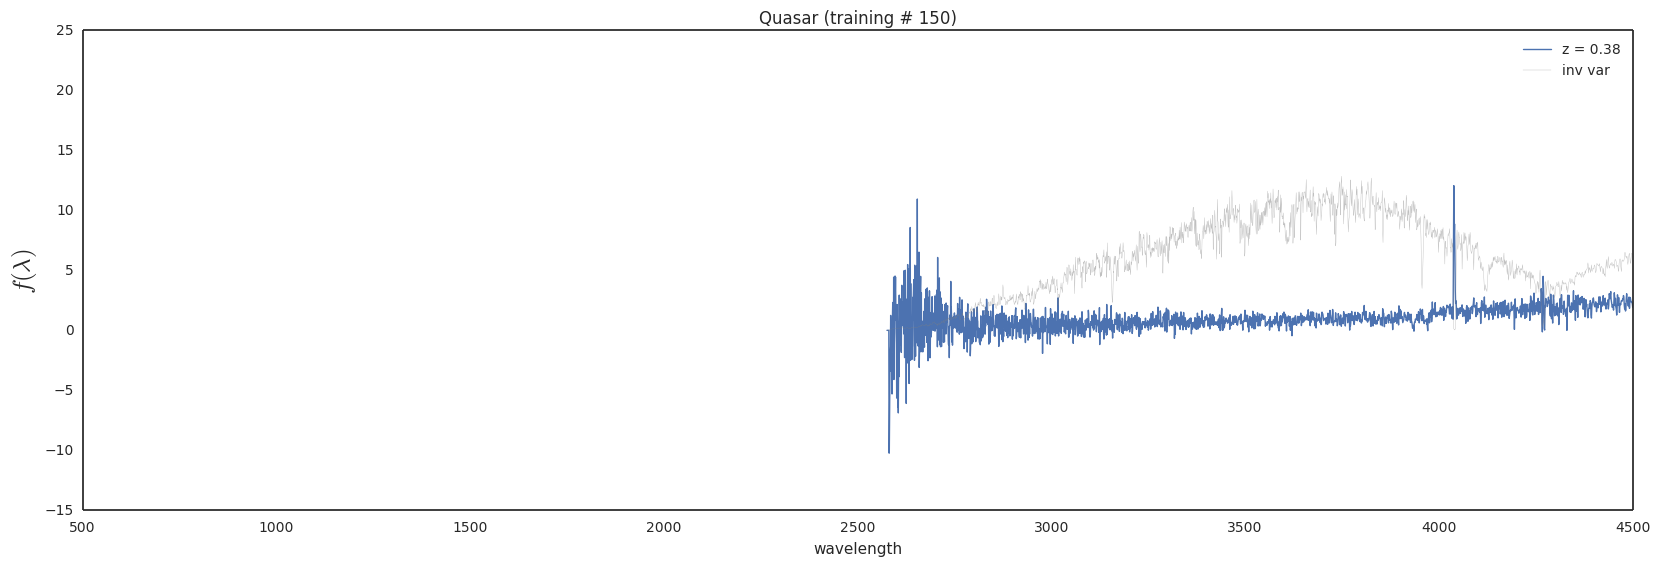 Quasar (training # 150)
25
20
15
10
5
0
−5
−10
−15
f(λ)
z = 0.38
inv var
500 1000 1500 2000 2500 3000 3500 4000 4500
wavelength